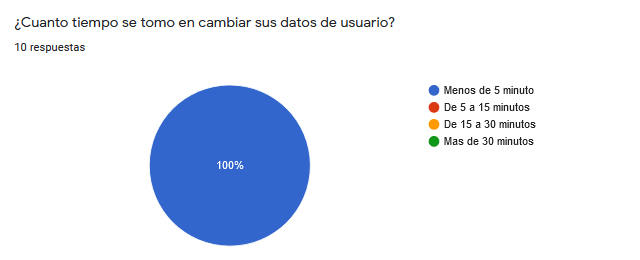 ¿Cuanto tiempo se tomo en cambiar sus datos de usuario?
10 respuestas
100%
Menos de 5 minuto
De 5 a 15 minutos
De 15 a 30 minutos
Mas de 30 minutos